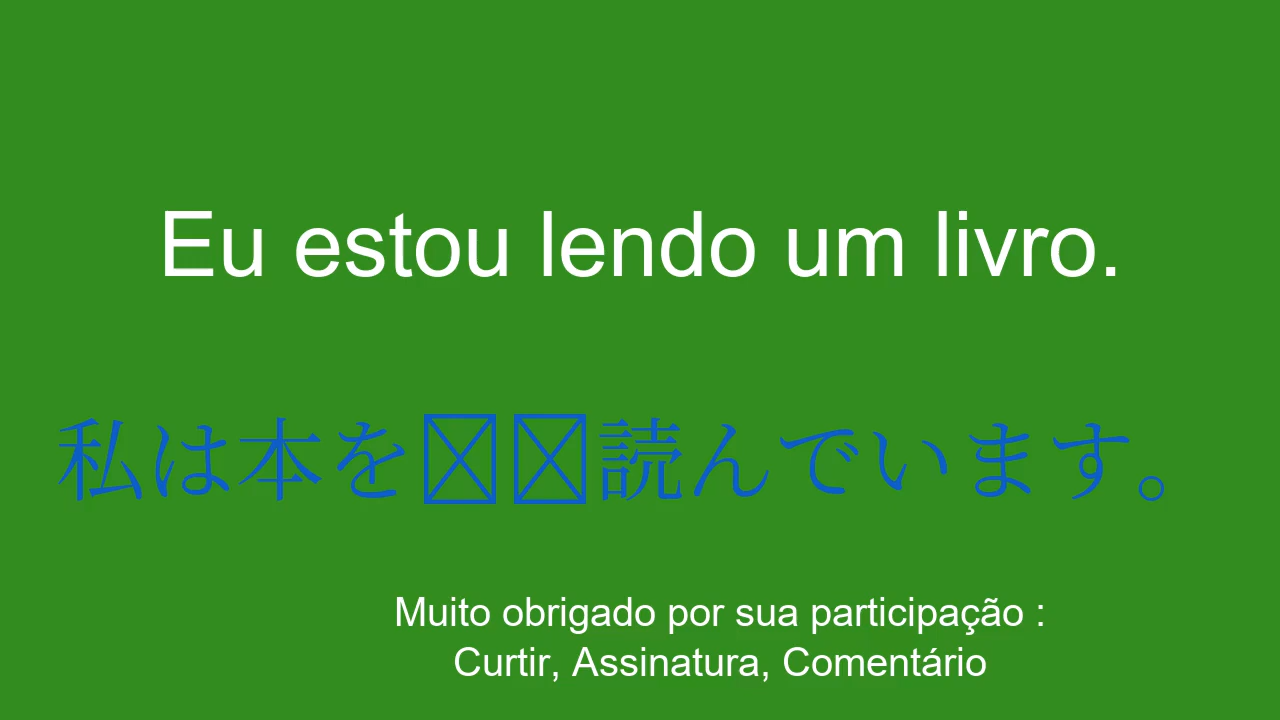 Eu estou lendo um livro.
私は本を読んでいます。
Muito obrigado por sua participação :
Curtir, Assinatura, Comentário